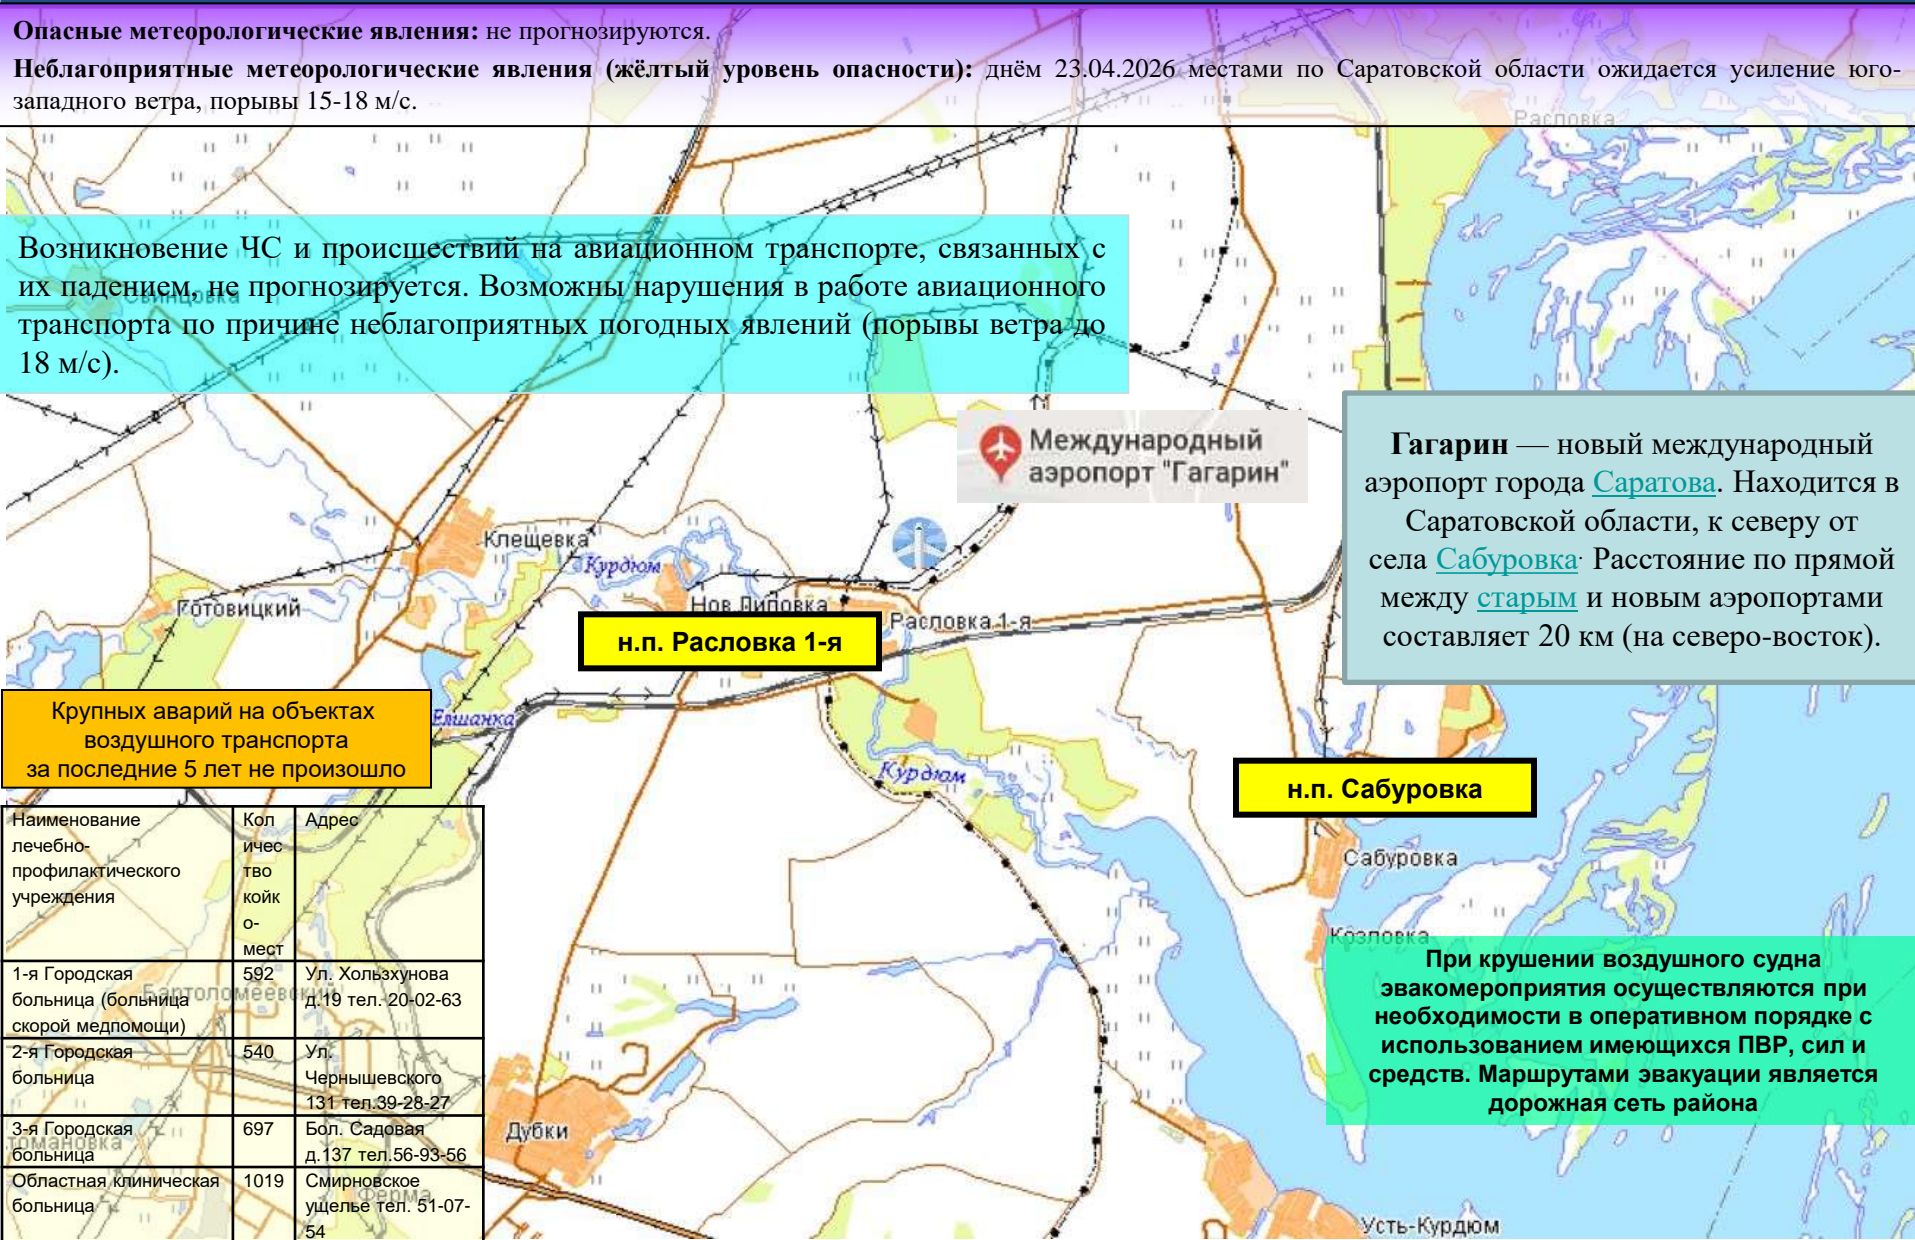 Опасные метеорологические явления: не прогнозируются.
Неблагоприятные метеорологические явления (жёлтый уровень опасности): днём 23.04.2026 местами по Саратовской области ожидается усиление юго-
западного ветра, порывы 15-18 м/с.
Расловка
Возникновение ЧС и происшествий на авиационном транспорте, связанных с
их падением, не прогнозируется. Возможны нарушения в работе авиационного
транспорта по причине неблагоприятных погодных явлений (порывы ветра до
18 м/с).
Свинцовка
Международный
аэропорт "Гагарин"
Гагарин — новый международный
аэропорт города Саратова. Находится в
Саратовской области, к северу от
села Сабуровка. Расстояние по прямой
между старым и новым аэропортами
составляет 20 км (на северо-восток).
Клещевка
Курдюм
Готовицкий
Нов.Липовка
Расловка 1-я
н.п. Расловка 1-я
Елшанка
Крупных аварий на объектах
воздушного транспорта
за последние 5 лет не произошло
Курдюм
н.п. Сабуровка
Сабуровка
Козловка
Наименование
лечебно-
профилактического
учреждения
Кол
ичес
тво
койк
о-
мест
Адрес
1-я Городская
больница (больница
скорой медпомощи)
592
Ул. Хользхунова
д.19 тел. 20-02-63
2-я Городская
больница
540
Ул.
Чернышевского
131 тел.39-28-27
3-я Городская
больница
697
Бол. Садовая
д.137 тел.56-93-56
Областная клиническая
больница
1019
Смирновское
ущелье тел. 51-07-
54
Бартоломеевский
томановка
Ферма
При крушении воздушного судна
эвакомероприятия осуществляются при
необходимости в оперативном порядке с
использованием имеющихся ПВР, сил и
средств. Маршрутами эвакуации является
дорожная сеть района
Дубки
Усть-Курдюм